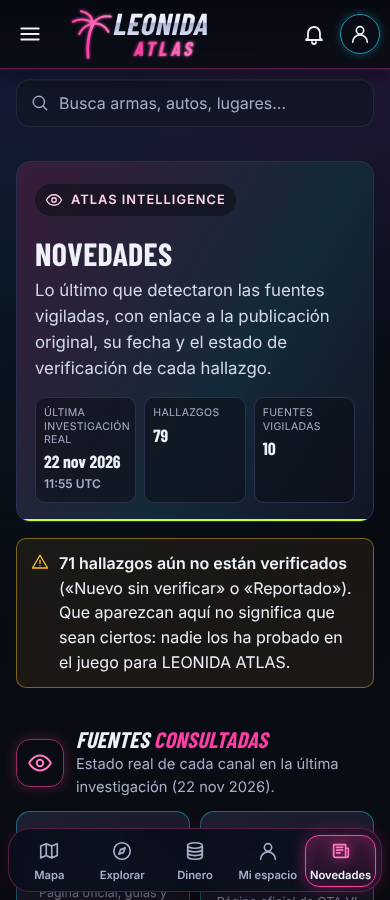 LEONIDA
ATLAS
Busca armas, autos, lugares...
ATLAS INTELLIGENCE
NOVEDADES
Lo último que detectaron las fuentes
vigiladas, con enlace a la publicación
original, su fecha y el estado de
verificación de cada hallazgo.
ÚLTIMA
INVESTIGACIÓN
REAL
22 nov 2026
11:55 UTC
HALLAZGOS
79
FUENTES
VIGILADAS
10
71 hallazgos aún no están verificados
(«Nuevo sin verificar» o «Reportado»).
Que aparezcan aquí no significa que
sean ciertos: nadie los ha probado en
el juego para LEONIDA ATLAS.
FUENTES CONSULTADAS
Estado real de cada canal en la última
investigación (22 nov 2026).
Mapa
Explorar
Dinero
Mi espacio
Novedades